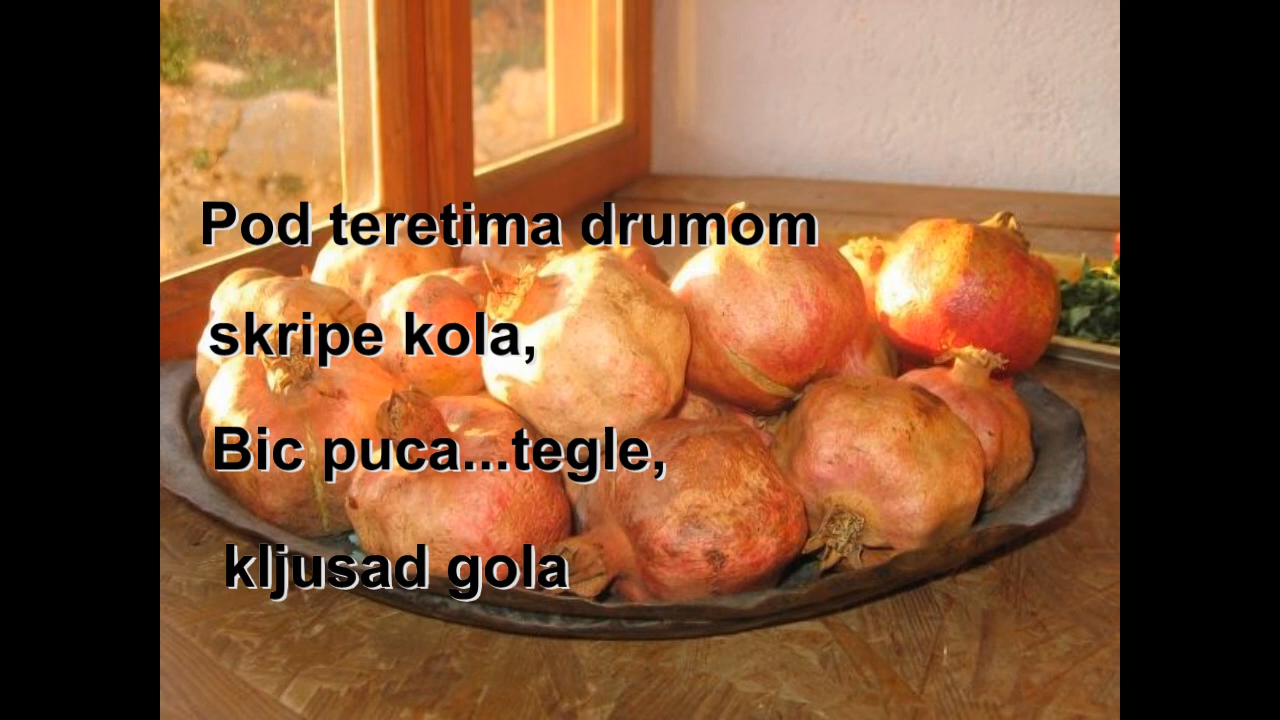 Pod teretima drumom
skripe kola,
Bic puca...tegle,
kljusad gola